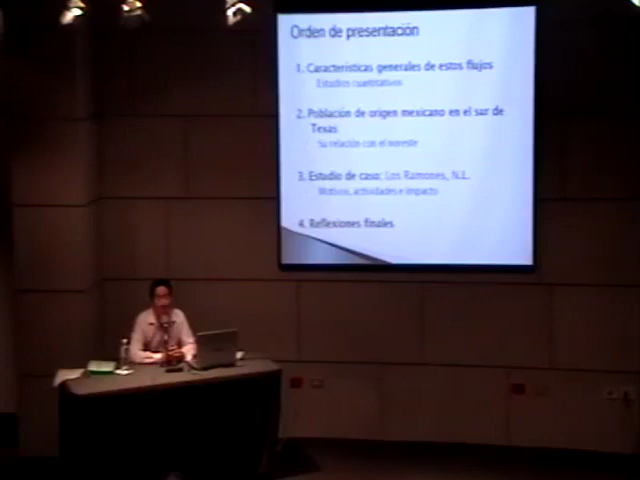 Orden de presentación
1. Características generales de estos flujos
Estudios cuantitativos
2. Población de origen mexicano en el sur de
Texas
Su relación con el noreste
3. Estudio de caso: Los Ramones, N.L.
Motivos, actividades e impacto
4. Reflexiones finales